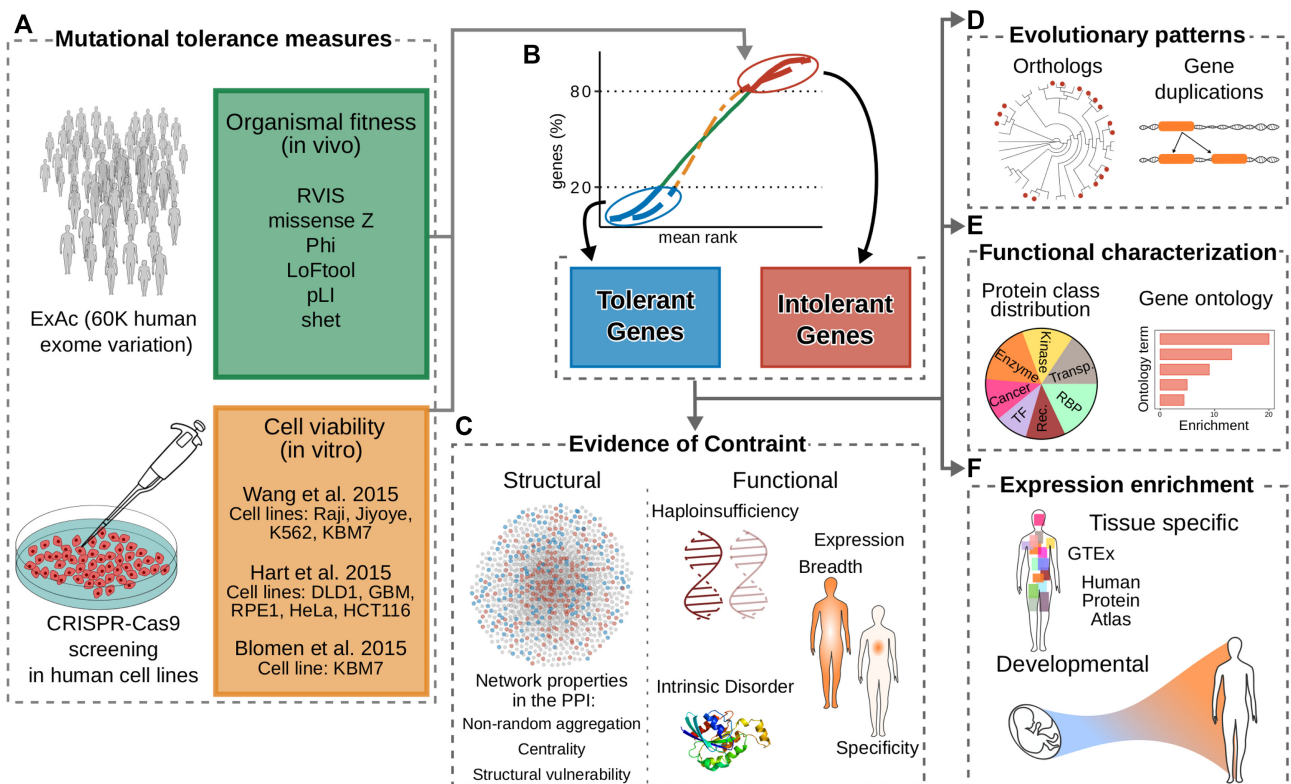 A
Mutational tolerance measures
Organismal fitness
(in vivo)
RVIS
missense Z
Phi
LoFtool
pLI
shet
ExAc (60K human
exome variation)
Cell viability
(in vitro)
Wang et al. 2015
Cell lines: Raji, Jiyoye,
K562, KBM7
Hart et al. 2015
Cell lines: DLD1, GBM,
RPE1, HeLa, HCT116
Blomen et al. 2015
Cell line: KBM7
CRISPR-Cas9
screening
in human cell lines
B
genes (%)
80
20
mean rank
Tolerant
Genes
Intolerant
Genes
C
Evidence of Contraint
Structural
Network properties
in the PPI:
Non-random aggregation
Centrality
Structural vulnerability
Functional
Haploinsufficiency
Expression
Breadth
Intrinsic Disorder
Specificity
D
Evolutionary patterns
Orthologs
Gene
duplications
E
Functional characterization
Protein class
distribution
Kinase
Enzyme
Transp.
Cancer
RBP
TF
Rec.
Gene ontology
Ontology term
0 10 20
Enrichment
F
Expression enrichment
Tissue specific
GTEx
Human
Protein
Atlas
Developmental